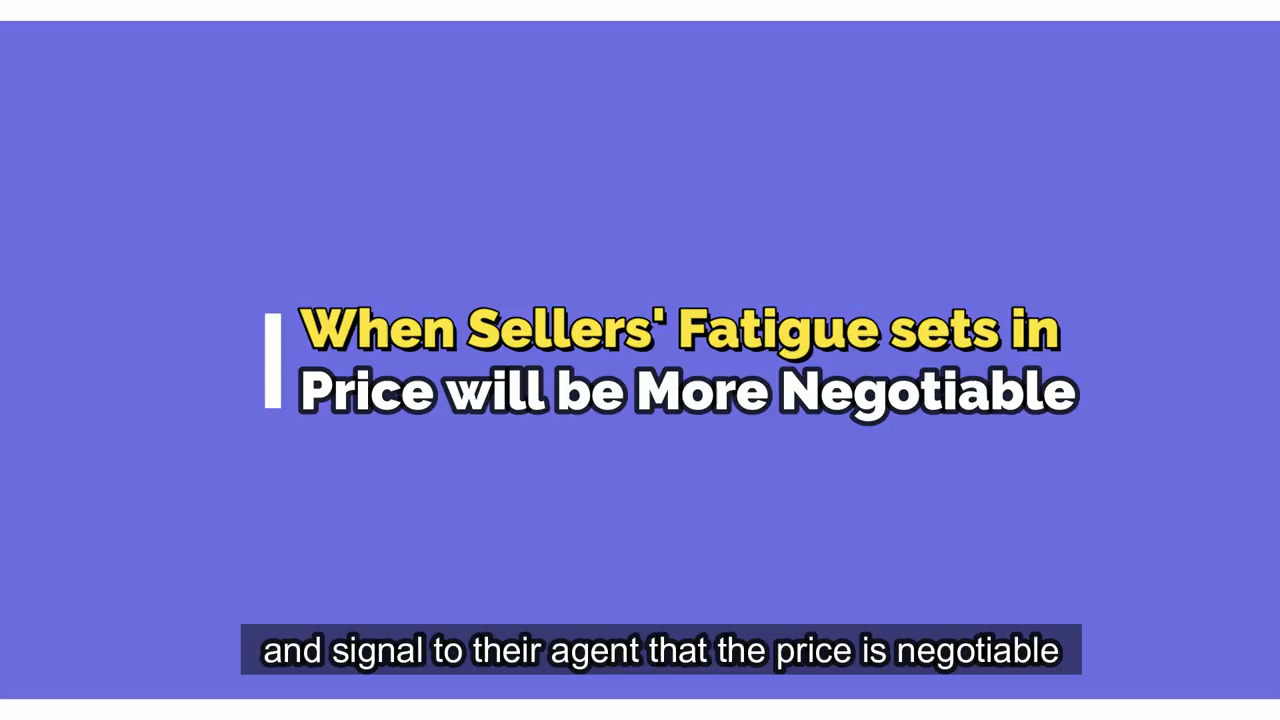 When Sellers' Fatigue sets in
Price will be More Negotiable
and signal to their agent that the price is negotiable